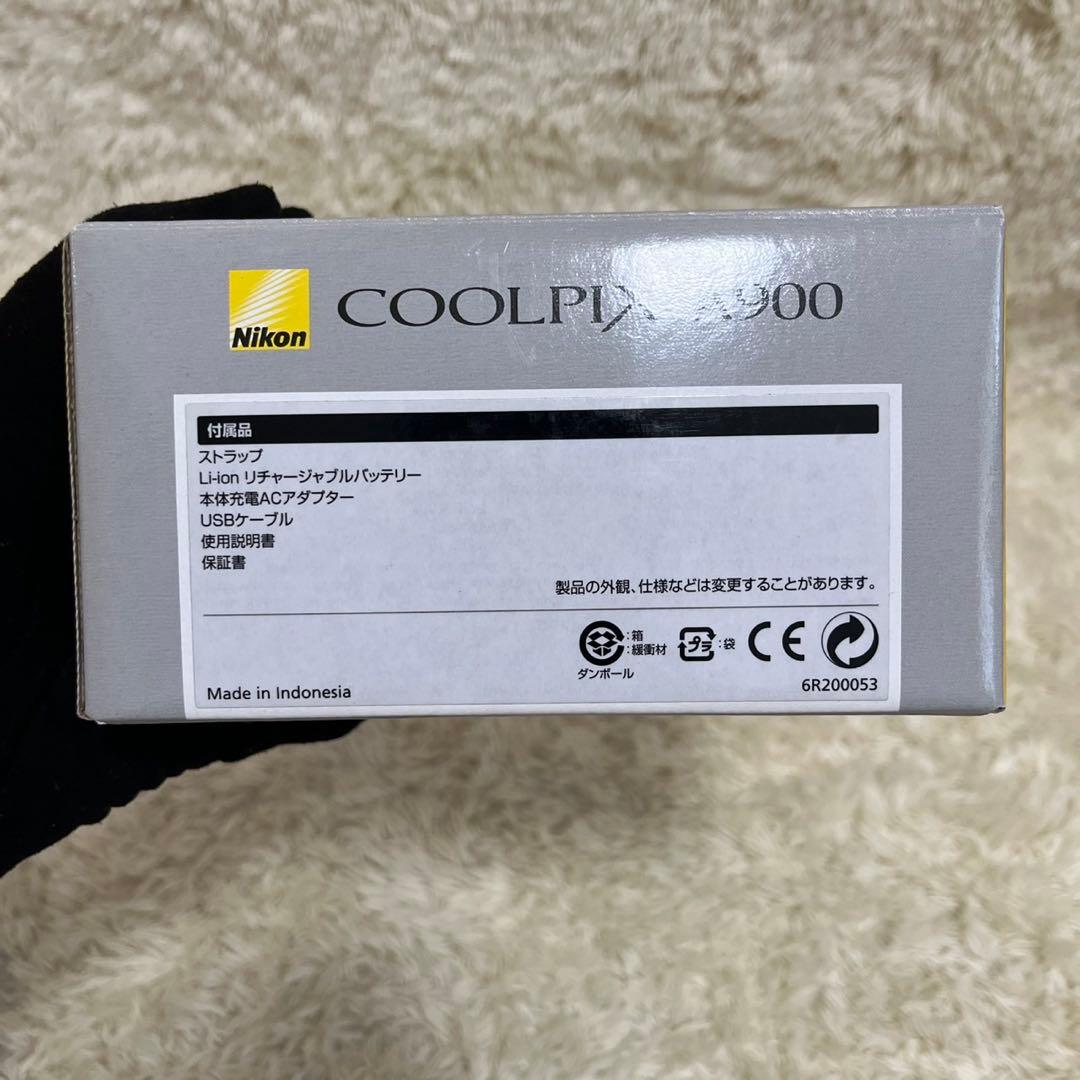 Nikon COOLPIX A900
付属品
ストラップ
Li-ion リチャージャブルバッテリー
本体充電ACアダプター
USBケーブル
使用説明書
保証書
製品の外観、仕様などは変更することがあります。
:箱
:緩衝材
ダンボール
プラ :袋
CE
Made in Indonesia
6R200053